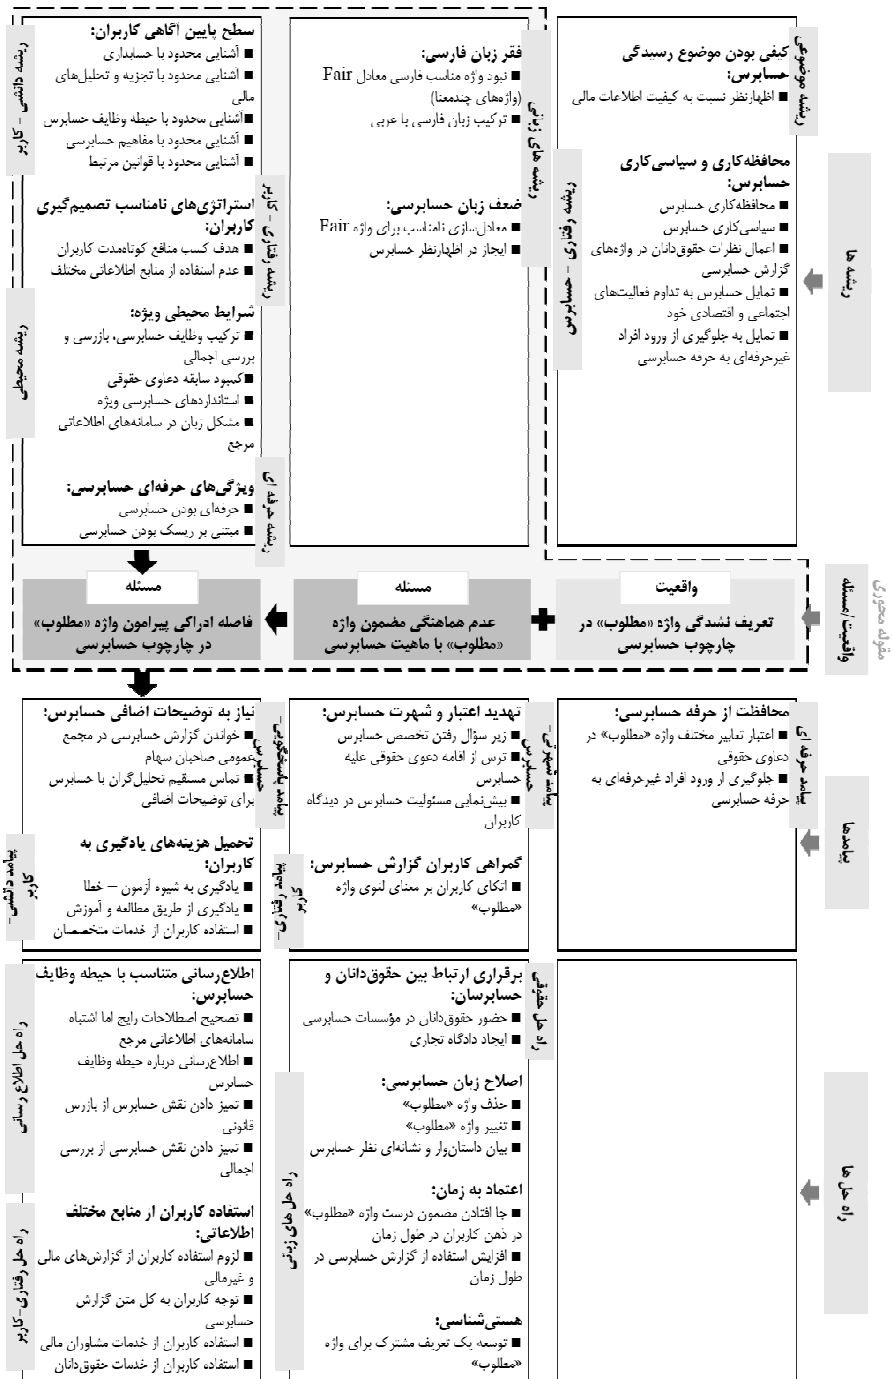 ریشه ها
ریشه موضوعی
کیفی بودن موضوع رسیدگی
حسابرس:
■ اظهارنظر نسبت به کیفیت اطلاعات مالی
ریشه رفتاری – حسابرس
محافظه‌کاری و سیاسی‌کاری
حسابرس:
■ محافظه‌کاری حسابرس
■ سیاسی‌کاری حسابرس
■ اعمال نظرات حقوق‌دانان در واژه‌های
گزارش حسابرسی
■ تمایل حسابرس به تداوم فعالیت‌های
اجتماعی و اقتصادی خود
■ تمایل به جلوگیری از ورود افراد
غیرحرفه‌ای به حرفه حسابرسی
ریشه های زبانی
فقر زبان فارسی:
■ نبود واژه مناسب فارسی معادل Fair
(واژه‌های چندمعنا)
■ ترکیب زبان فارسی با عربی
ضعف زبان حسابرسی:
■ معادل‌سازی نامناسب برای واژه Fair
■ ایجاز در اظهارنظر حسابرس
ریشه دانشی – کاربر
سطح پایین آگاهی کاربران:
■ آشنایی محدود با حسابداری
■ آشنایی محدود با تجزیه و تحلیل‌های
مالی
■آشنایی محدود با حیطه وظایف حسابرس
■ آشنایی محدود با مفاهیم حسابرسی
■ آشنایی محدود با قوانین مرتبط
ریشه رفتاری – کاربر
استراتژی‌های نامناسب تصمیم‌گیری
کاربران:
■ هدف کسب منافع کوتاه‌مدت کاربران
■ عدم استفاده از منابع اطلاعاتی مختلف
ریشه محیطی
شرایط محیطی ویژه:
■ ترکیب وظایف حسابرسی، بازرسی و
بررسی اجمالی
■کمبود سابقه دعاوی حقوقی
■ استانداردهای حسابرسی ویژه
■ مشکل زبان در سامانه‌های اطلاعاتی
مرجع
ریشه حرفه ای
ویژگی‌های حرفه‌ای حسابرسی:
■ حرفه‌ای بودن حسابرسی
■ مبتنی بر ریسک بودن حسابرسی
مقوله محوری
واقعیت/مسئله
واقعیت
تعریف نشدگی واژه «مطلوب» در
چارچوب حسابرسی
مسئله
عدم هماهنگی مضمون واژه
«مطلوب» با ماهیت حسابرسی
مسئله
فاصله ادراکی پیرامون واژه «مطلوب»
در چارچوب حسابرسی
پیامدها
پیامد حرفه ای
محافظت از حرفه حسابرسی:
■ اعتبار تعابیر مختلف واژه «مطلوب» در
دعاوی حقوقی
■ جلوگیری از ورود افراد غیرحرفه‌ای به
حرفه حسابرسی
پیامد شهرتی–
حسابرس
تهدید اعتبار و شهرت حسابرس:
■ زیر سؤال رفتن تخصص حسابرس
■ ترس از اقامه دعوی حقوقی علیه
حسابرس
■ بیش‌نمایی مسئولیت حسابرس در دیدگاه
کاربران
پیامد رفتاری–
کاربر
گمراهی کاربران گزارش حسابرس:
■ اتکای کاربران بر معنای لغوی واژه
«مطلوب»
پیامد پاسخگویی–
حسابرس
نیاز به توضیحات اضافی حسابرس:
■ خواندن گزارش حسابرسی در مجمع
عمومی صاحبان سهام
■ تماس مستقیم تحلیل‌گران با حسابرس
برای توضیحات اضافی
پیامد دانشی–
کاربر
تحمیل هزینه‌های یادگیری به
کاربران:
■ یادگیری به شیوه آزمون – خطا
■ یادگیری از طریق مطالعه و آموزش
■ استفاده کاربران از خدمات متخصصان
راه حل ها
راه حل حقوقی
برقراری ارتباط بین حقوق‌دانان و
حسابرسان:
■ حضور حقوق‌دانان در مؤسسات حسابرسی
■ ایجاد دادگاه تجاری
راه حل های زبانی
اصلاح زبان حسابرسی:
■ حذف واژه «مطلوب»
■ تغییر واژه «مطلوب»
■ بیان داستان‌وار و نشانه‌ای نظر حسابرس
اعتماد به زمان:
■ جا افتادن مضمون درست واژه «مطلوب»
در ذهن کاربران در طول زمان
■ افزایش استفاده از گزارش حسابرسی در
طول زمان
هستی‌شناسی:
■ توسعه یک تعریف مشترک برای واژه
«مطلوب»
راه حل اطلاع رسانی
اطلاع‌رسانی متناسب با حیطه وظایف
حسابرس:
■ تصحیح اصطلاحات رایج اما اشتباه
سامانه‌های اطلاعاتی مرجع
■ اطلاع‌رسانی درباره حیطه وظایف
حسابرس
■ تمیز دادن نقش حسابرس از بازرس
قانونی
■ تمیز دادن نقش حسابرسی از بررسی
اجمالی
راه حل رفتاری–کاربر
استفاده کاربران از منابع مختلف
اطلاعاتی:
■ لزوم استفاده کاربران از گزارش‌های مالی
و غیرمالی
■ توجه کاربران به کل متن گزارش
حسابرسی
■ استفاده کاربران از خدمات مشاوران مالی
■ استفاده کاربران از خدمات حقوق‌دانان